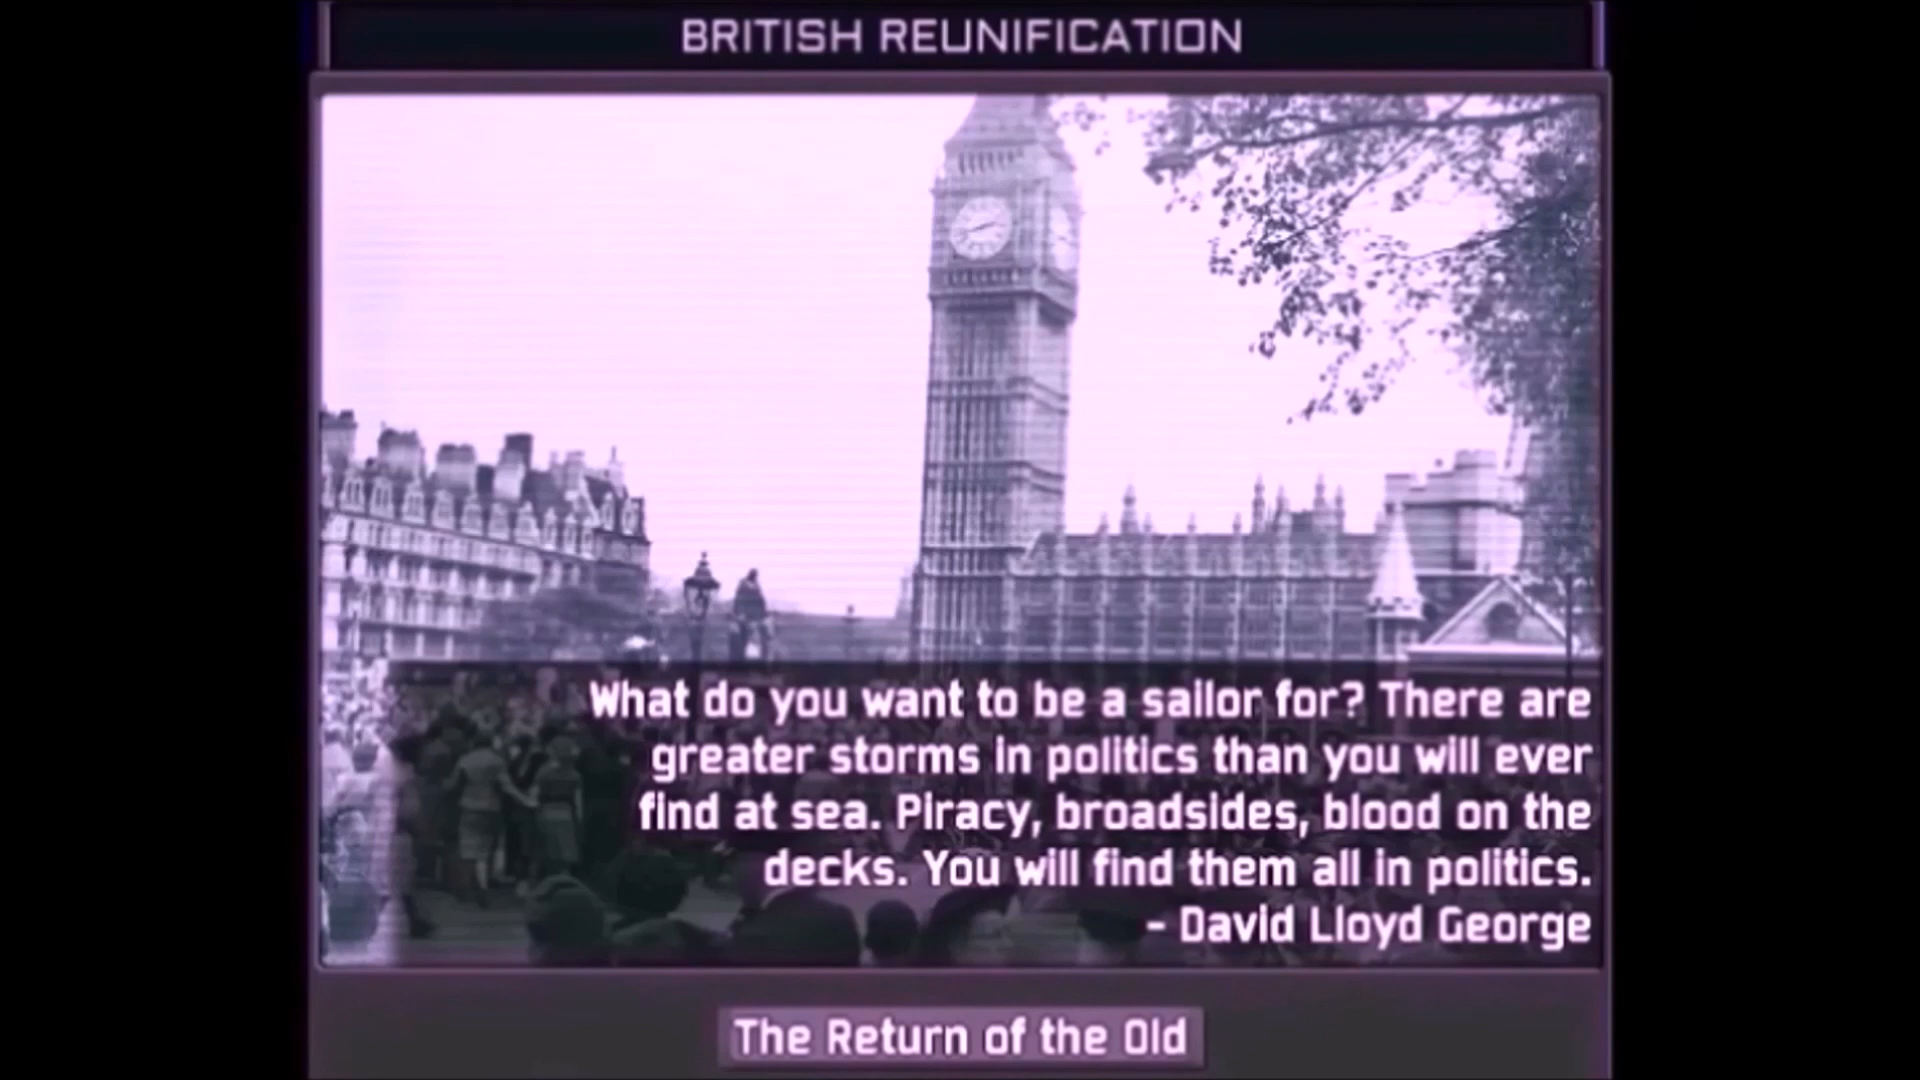 BRITISH REUNIFICATION
What do you want to be a sailor for? There are
greater storms in politics than you will ever
find at sea. Piracy, broadsides, blood on the
decks. You will find them all in politics.
- David Lloyd George
The Return of the Old